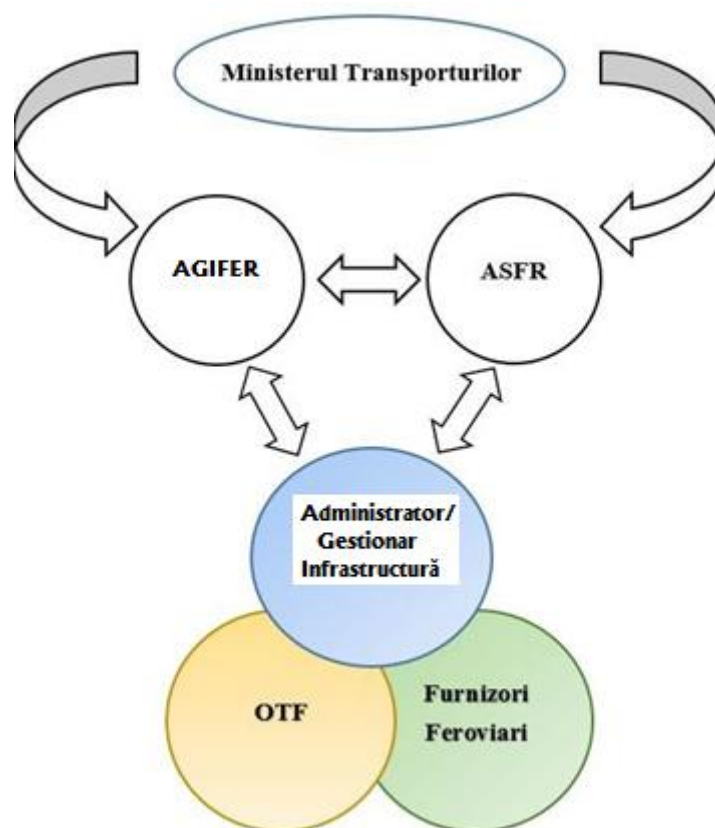 Ministerul Transporturilor
AGIFER
ASFR
Administrator/
Gestionar
Infrastructură
OTF
Furnizori
Feroviari